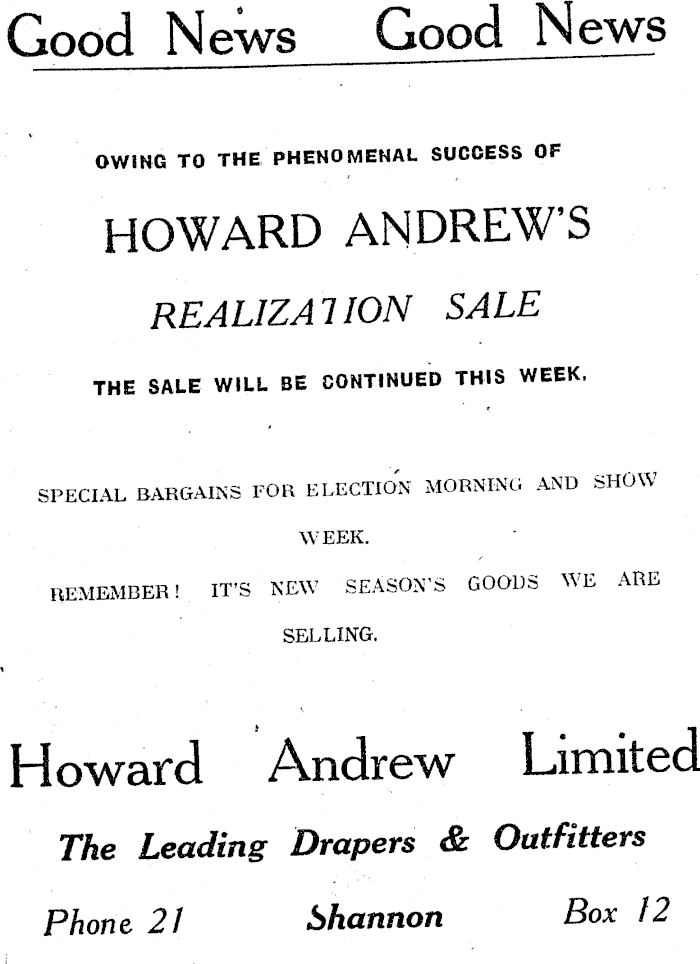 Good News Good News
OWING TO THE PHENOMENAL SUCCESS OF
HOWARD ANDREW'S
REALIZATION SALE
THE SALE WILL BE CONTINUED THIS WEEK.
SPECIAL BARGAINS FOR ELECTION MORNING AND SHOW
WEEK.
REMEMBER! IT'S NEW SEASON'S GOODS WE ARE
SELLING.
Howard Andrew Limited
The Leading Drapers & Outfitters
Phone 21 Shannon Box 12